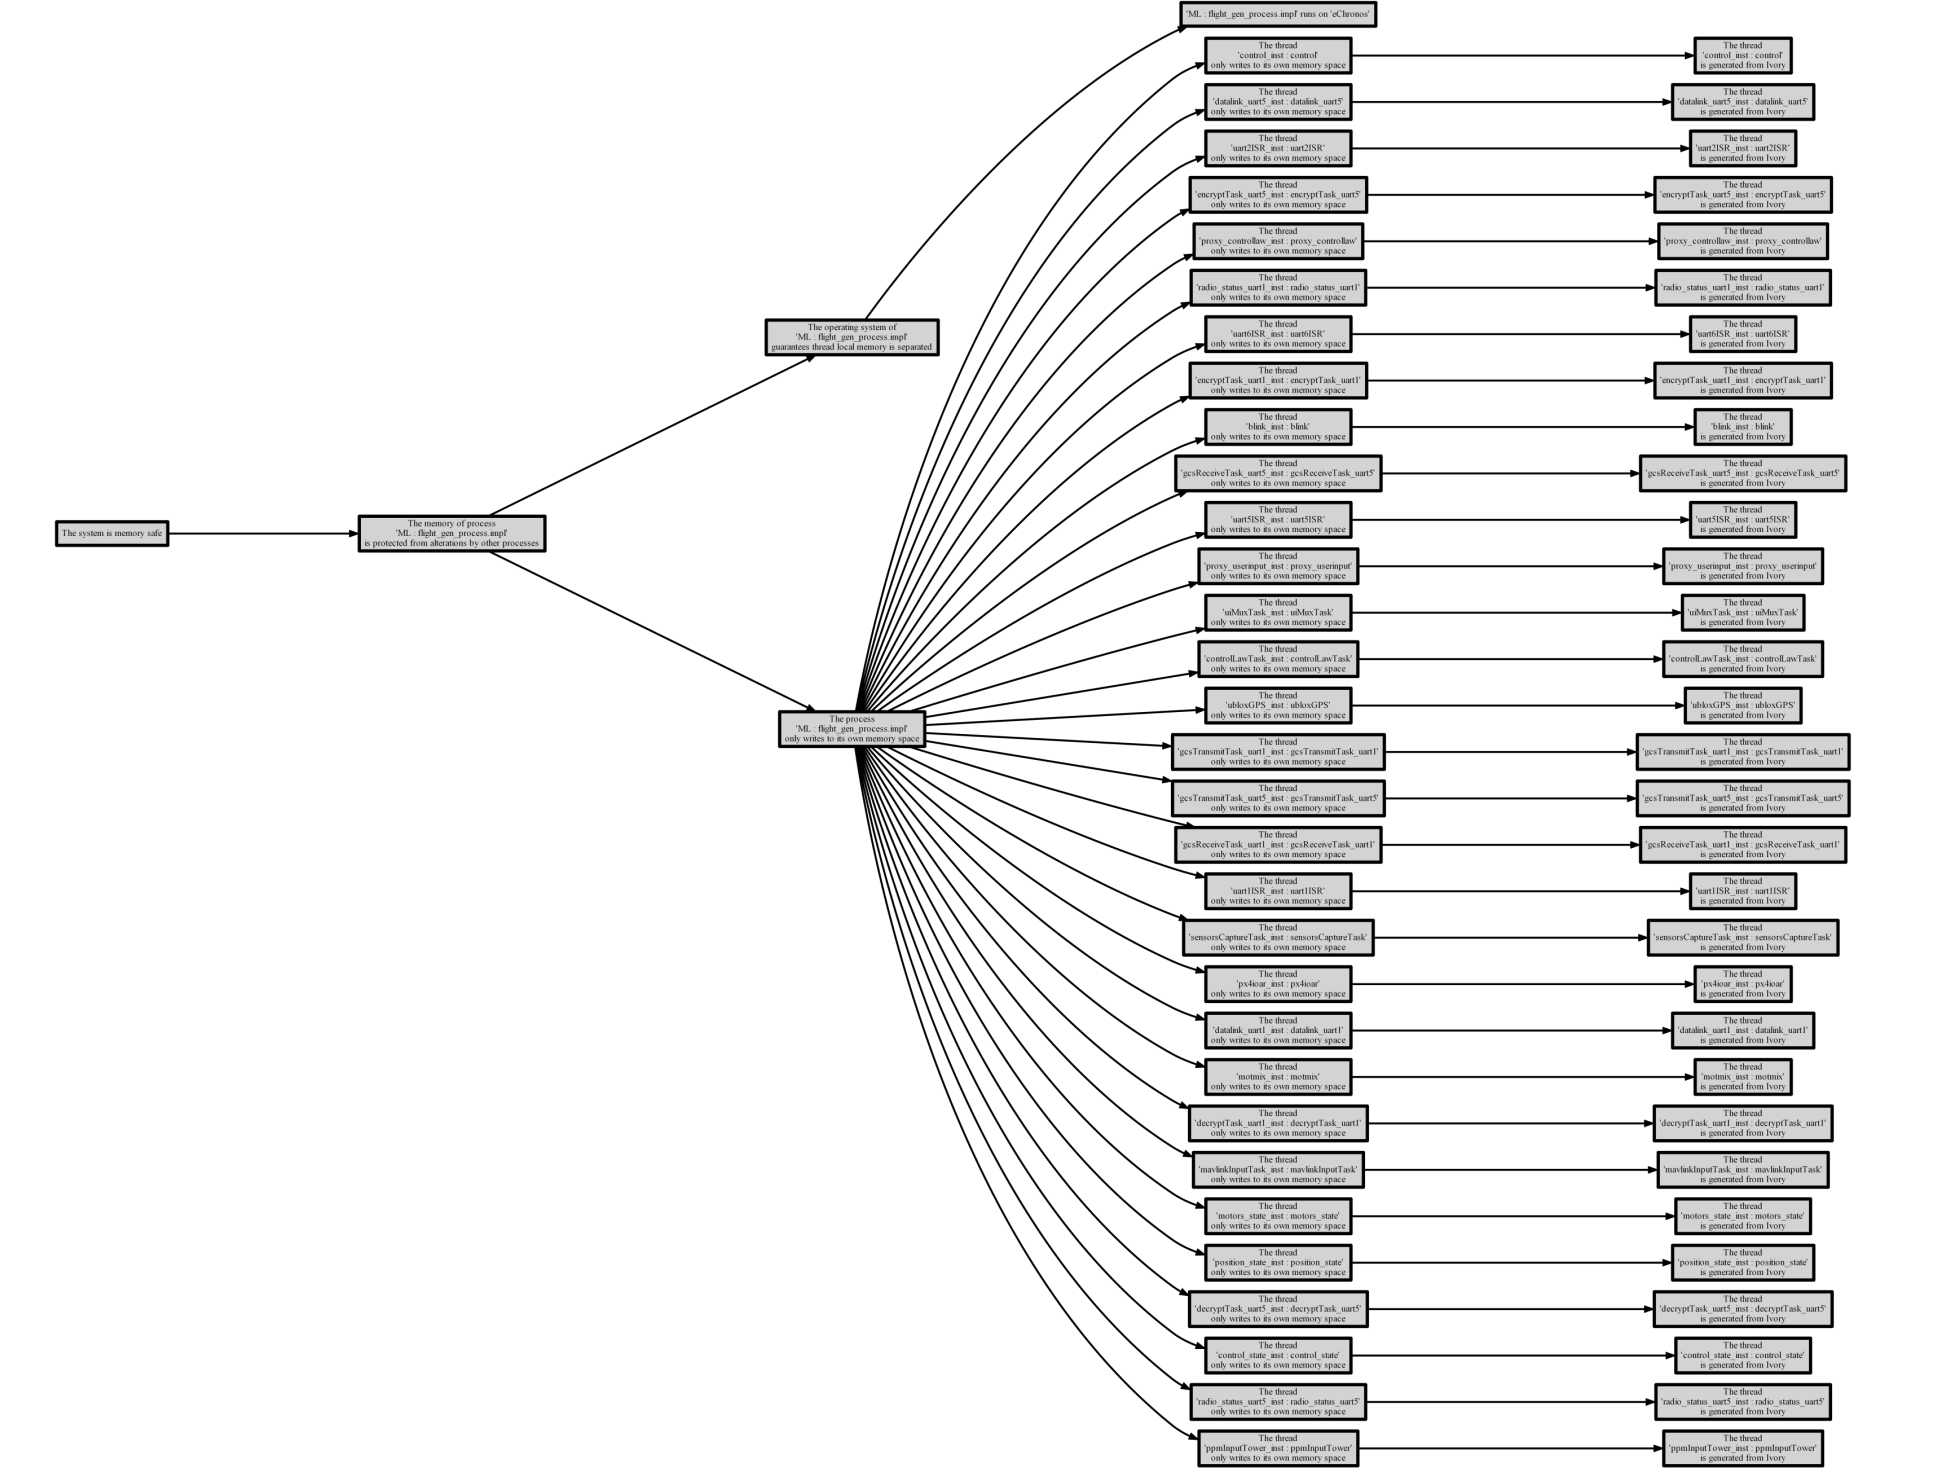 'ML : flight_gen_process.impl' runs on 'eChronos'
The thread
'control_inst : control'
only writes to its own memory space
The thread
'control_inst : control'
is generated from Ivory
The thread
'datalink_uart5_inst : datalink_uart5'
only writes to its own memory space
The thread
'datalink_uart5_inst : datalink_uart5'
is generated from Ivory
The thread
'uart2ISR_inst : uart2ISR'
only writes to its own memory space
The thread
'uart2ISR_inst : uart2ISR'
is generated from Ivory
The thread
'encryptTask_uart5_inst : encryptTask_uart5'
only writes to its own memory space
The thread
'encryptTask_uart5_inst : encryptTask_uart5'
is generated from Ivory
The thread
'proxy_controllaw_inst : proxy_controllaw'
only writes to its own memory space
The thread
'proxy_controllaw_inst : proxy_controllaw'
is generated from Ivory
The thread
'radio_status_uart1_inst : radio_status_uart1'
only writes to its own memory space
The thread
'radio_status_uart1_inst : radio_status_uart1'
is generated from Ivory
The operating system of
'ML : flight_gen_process.impl'
guarantees thread local memory is separated
The thread
'uart6ISR_inst : uart6ISR'
only writes to its own memory space
The thread
'uart6ISR_inst : uart6ISR'
is generated from Ivory
The thread
'encryptTask_uart1_inst : encryptTask_uart1'
only writes to its own memory space
The thread
'encryptTask_uart1_inst : encryptTask_uart1'
is generated from Ivory
The thread
'blink_inst : blink'
only writes to its own memory space
The thread
'blink_inst : blink'
is generated from Ivory
The thread
'gcsReceiveTask_uart5_inst : gcsReceiveTask_uart5'
only writes to its own memory space
The thread
'gcsReceiveTask_uart5_inst : gcsReceiveTask_uart5'
is generated from Ivory
The system is memory safe
The memory of process
'ML : flight_gen_process.impl'
is protected from alterations by other processes
The thread
'uart5ISR_inst : uart5ISR'
only writes to its own memory space
The thread
'uart5ISR_inst : uart5ISR'
is generated from Ivory
The thread
'proxy_userinput_inst : proxy_userinput'
only writes to its own memory space
The thread
'proxy_userinput_inst : proxy_userinput'
is generated from Ivory
The thread
'uiMuxTask_inst : uiMuxTask'
only writes to its own memory space
The thread
'uiMuxTask_inst : uiMuxTask'
is generated from Ivory
The thread
'controlLawTask_inst : controlLawTask'
only writes to its own memory space
The thread
'controlLawTask_inst : controlLawTask'
is generated from Ivory
The thread
'ubloxGPS_inst : ubloxGPS'
only writes to its own memory space
The thread
'ubloxGPS_inst : ubloxGPS'
is generated from Ivory
The process
'ML : flight_gen_process.impl'
only writes to its own memory space
The thread
'gcsTransmitTask_uart1_inst : gcsTransmitTask_uart1'
only writes to its own memory space
The thread
'gcsTransmitTask_uart1_inst : gcsTransmitTask_uart1'
is generated from Ivory
The thread
'gcsTransmitTask_uart5_inst : gcsTransmitTask_uart5'
only writes to its own memory space
The thread
'gcsTransmitTask_uart5_inst : gcsTransmitTask_uart5'
is generated from Ivory
The thread
'gcsReceiveTask_uart1_inst : gcsReceiveTask_uart1'
only writes to its own memory space
The thread
'gcsReceiveTask_uart1_inst : gcsReceiveTask_uart1'
is generated from Ivory
The thread
'uart1ISR_inst : uart1ISR'
only writes to its own memory space
The thread
'uart1ISR_inst : uart1ISR'
is generated from Ivory
The thread
'sensorsCaptureTask_inst : sensorsCaptureTask'
only writes to its own memory space
The thread
'sensorsCaptureTask_inst : sensorsCaptureTask'
is generated from Ivory
The thread
'px4ioar_inst : px4ioar'
only writes to its own memory space
The thread
'px4ioar_inst : px4ioar'
is generated from Ivory
The thread
'datalink_uart1_inst : datalink_uart1'
only writes to its own memory space
The thread
'datalink_uart1_inst : datalink_uart1'
is generated from Ivory
The thread
'motmix_inst : motmix'
only writes to its own memory space
The thread
'motmix_inst : motmix'
is generated from Ivory
The thread
'decryptTask_uart1_inst : decryptTask_uart1'
only writes to its own memory space
The thread
'decryptTask_uart1_inst : decryptTask_uart1'
is generated from Ivory
The thread
'mavlinkInputTask_inst : mavlinkInputTask'
only writes to its own memory space
The thread
'mavlinkInputTask_inst : mavlinkInputTask'
is generated from Ivory
The thread
'motors_state_inst : motors_state'
only writes to its own memory space
The thread
'motors_state_inst : motors_state'
is generated from Ivory
The thread
'position_state_inst : position_state'
only writes to its own memory space
The thread
'position_state_inst : position_state'
is generated from Ivory
The thread
'decryptTask_uart5_inst : decryptTask_uart5'
only writes to its own memory space
The thread
'decryptTask_uart5_inst : decryptTask_uart5'
is generated from Ivory
The thread
'control_state_inst : control_state'
only writes to its own memory space
The thread
'control_state_inst : control_state'
is generated from Ivory
The thread
'radio_status_uart5_inst : radio_status_uart5'
only writes to its own memory space
The thread
'radio_status_uart5_inst : radio_status_uart5'
is generated from Ivory
The thread
'ppmInputTower_inst : ppmInputTower'
only writes to its own memory space
The thread
'ppmInputTower_inst : ppmInputTower'
is generated from Ivory